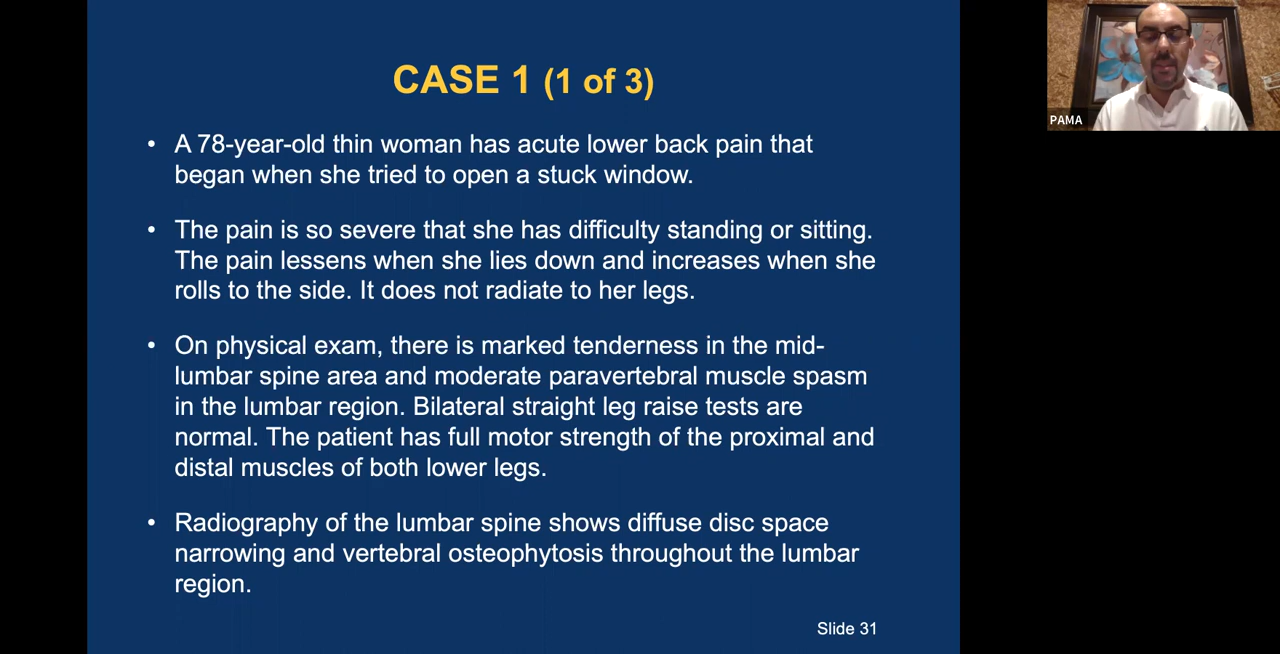 CASE 1 (1 of 3)
• A 78-year-old thin woman has acute lower back pain that
began when she tried to open a stuck window.
• The pain is so severe that she has difficulty standing or sitting.
The pain lessens when she lies down and increases when she
rolls to the side. It does not radiate to her legs.
• On physical exam, there is marked tenderness in the mid-
lumbar spine area and moderate paravertebral muscle spasm
in the lumbar region. Bilateral straight leg raise tests are
normal. The patient has full motor strength of the proximal and
distal muscles of both lower legs.
• Radiography of the lumbar spine shows diffuse disc space
narrowing and vertebral osteophytosis throughout the lumbar
region.
Slide 31
PAMA